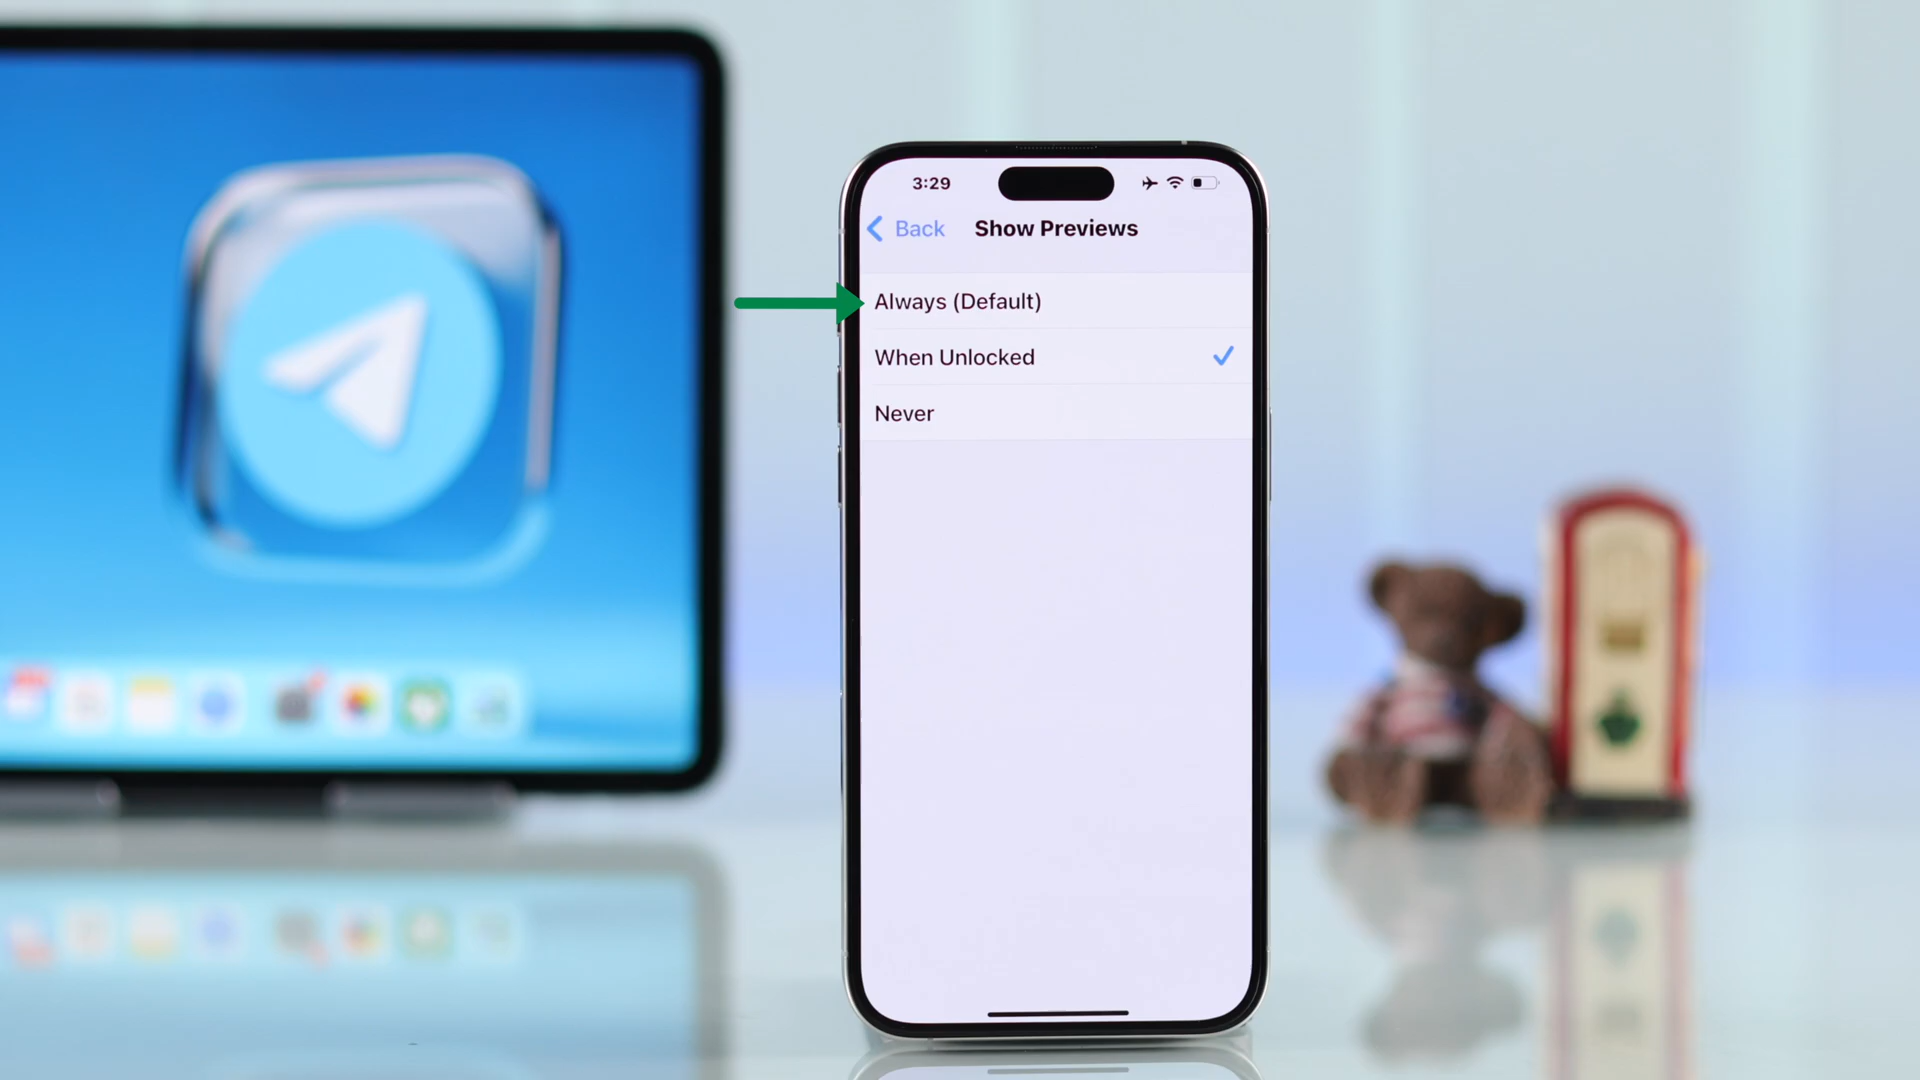 3:29
Back
Show Previews
Always (Default)
When Unlocked
Never